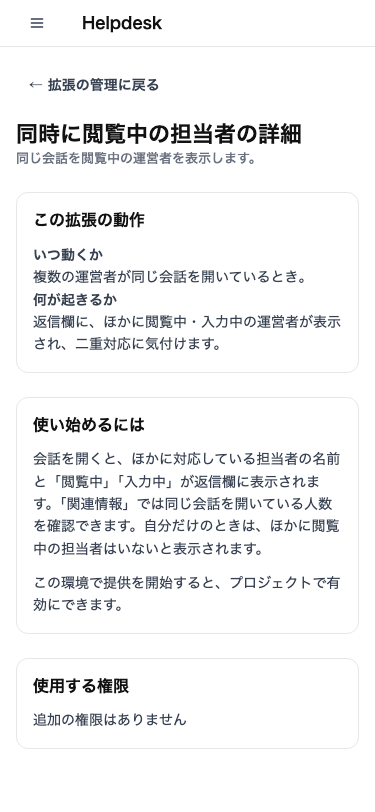 Helpdesk
← 拡張の管理に戻る
同時に閲覧中の担当者の詳細
同じ会話を閲覧中の運営者を表示します。
この拡張の動作
いつ動くか
複数の運営者が同じ会話を開いているとき。
何が起きるか
返信欄に、ほかに閲覧中・入力中の運営者が表示
され、二重対応に気付けます。
使い始めるには
会話を開くと、ほかに対応している担当者の名前
と「閲覧中」「入力中」が返信欄に表示されま
す。「関連情報」では同じ会話を開いている人数
を確認できます。自分だけのときは、ほかに閲覧
中の担当者はいないと表示されます。
この環境で提供を開始すると、プロジェクトで有
効にできます。
使用する権限
追加の権限はありません